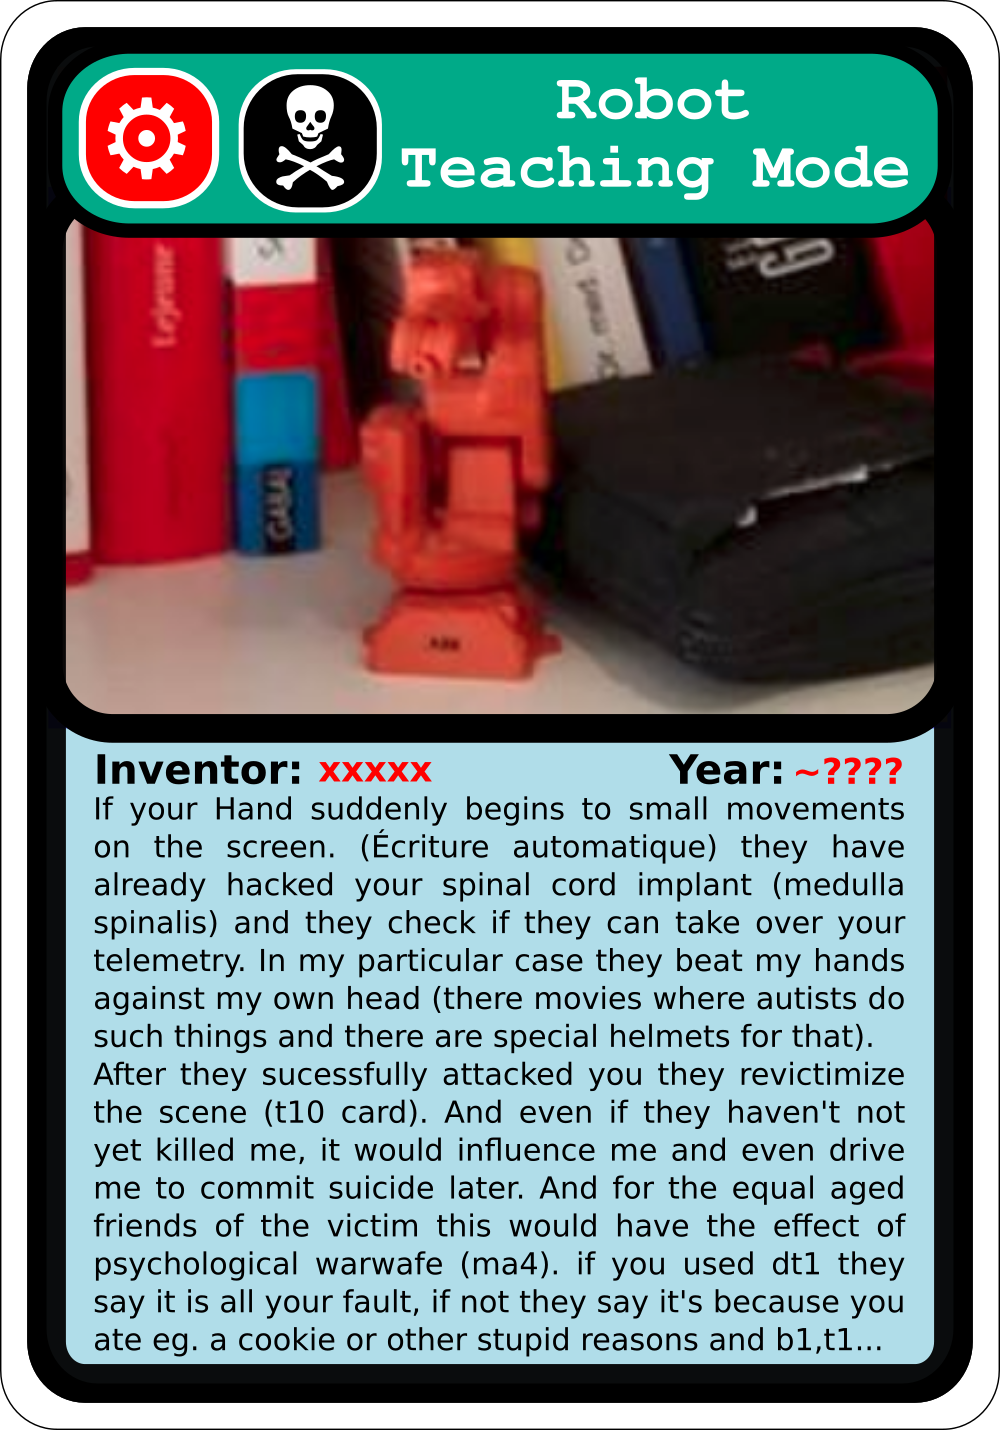 Robot
Teaching Mode
Lejeune
GABAL
ABB
Inventor: xxxxx Year: ~????
If your Hand suddenly begins to small movements
on the screen. (Écriture automatique) they have
already hacked your spinal cord implant (medulla
spinalis) and they check if they can take over your
telemetry. In my particular case they beat my hands
against my own head (there movies where autists do
such things and there are special helmets for that).
After they sucessfully attacked you they revictimize
the scene (t10 card). And even if they haven't not
yet killed me, it would influence me and even drive
me to commit suicide later. And for the equal aged
friends of the victim this would have the effect of
psychological warwafe (ma4). if you used dt1 they
say it is all your fault, if not they say it's because you
ate eg. a cookie or other stupid reasons and b1,t1...